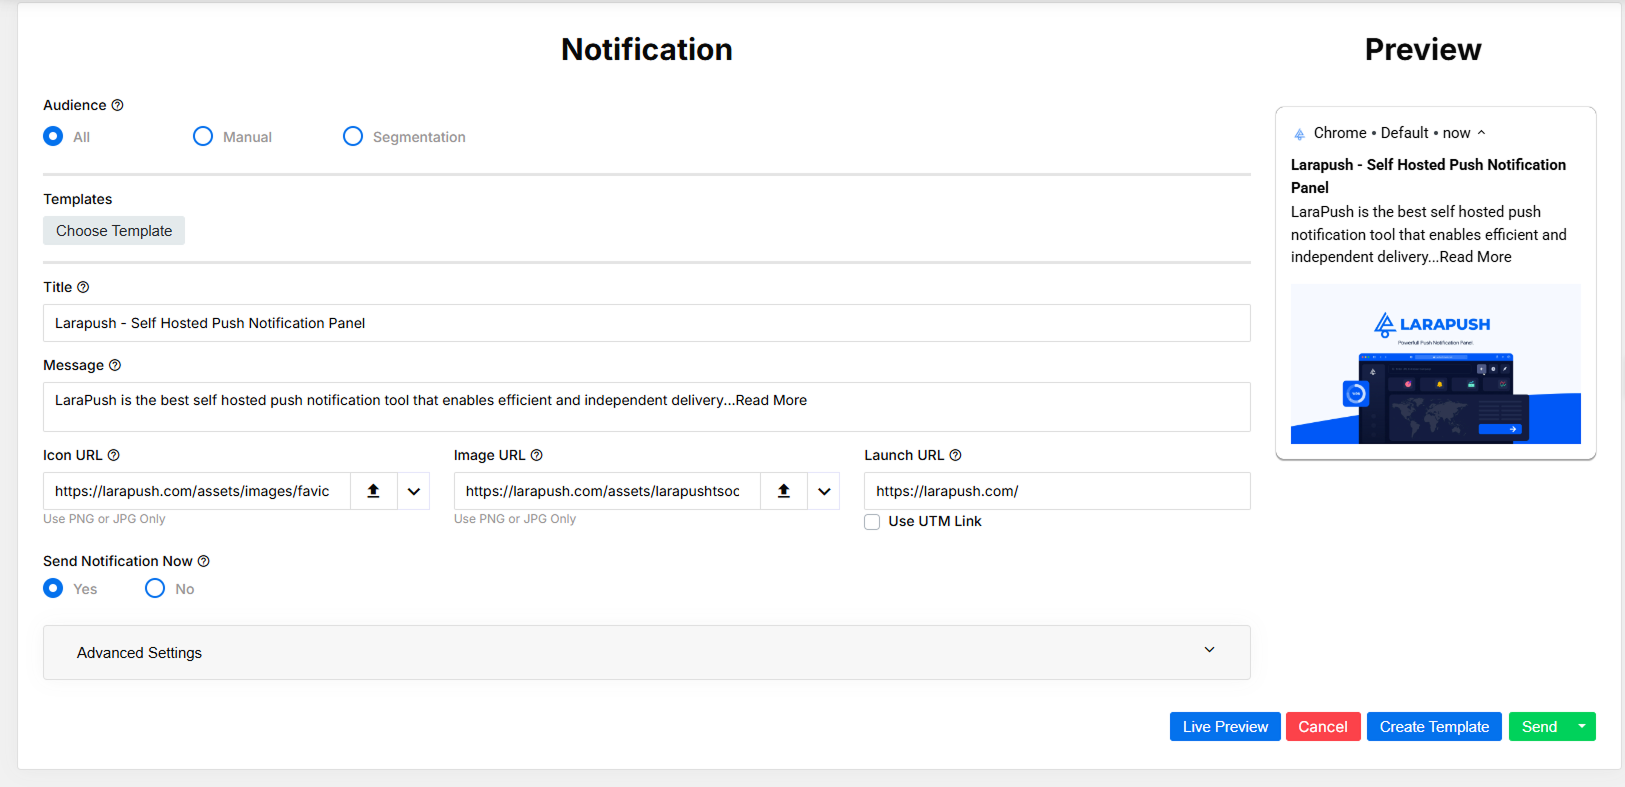 Notification
Audience
All
Manual
Segmentation
Templates
Choose Template
Title
Larapush - Self Hosted Push Notification Panel
Message
LaraPush is the best self hosted push notification tool that enables efficient and independent delivery...Read More
Icon URL
Image URL
Launch URL
https://larapush.com/assets/images/favic
https://larapush.com/assets/larapushtsoc
https://larapush.com/
Use PNG or JPG Only
Use PNG or JPG Only
Use UTM Link
Send Notification Now
Yes
No
Advanced Settings
Preview
Chrome • Default • now
Larapush - Self Hosted Push Notification
Panel
LaraPush is the best self hosted push
notification tool that enables efficient and
independent delivery...Read More
LARAPUSH
Powerfull Push Notification Panel.
Live Preview
Cancel
Create Template
Send